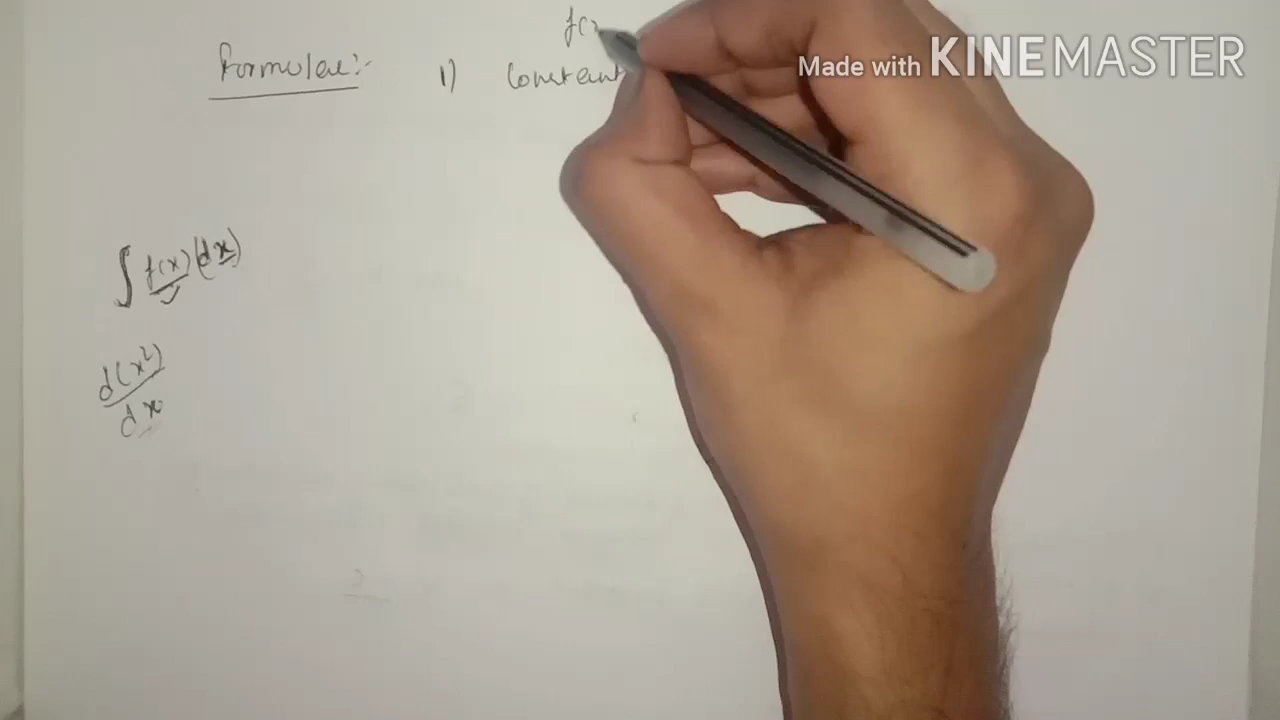 f(x
Made with KINEMASTER
Formulae:-
1) Constant
∫ f(x) (dx)
d(x²)
dx